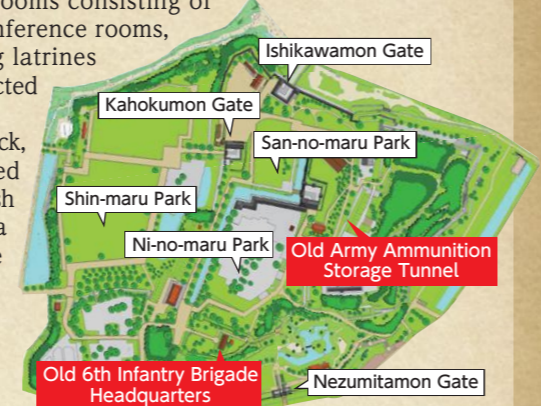 rooms consisting of
nference rooms,
g latrines
cted
ck,
ed
sh
a
e
Ishikawamon Gate
Kahokumon Gate
San-no-maru Park
Shin-maru Park
Ni-no-maru Park
Old Army Ammunition
Storage Tunnel
Old 6th Infantry Brigade
Headquarters
Nezumitamon Gate